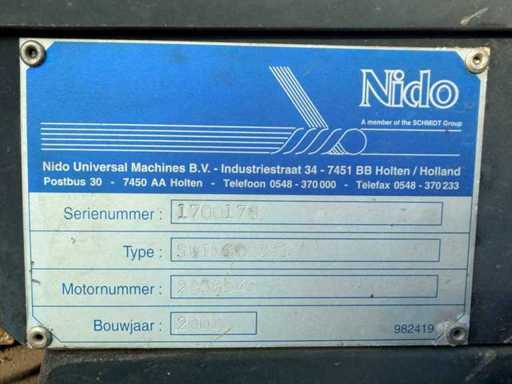 Nido
A member of the SCHMIDT Group
Nido Universal Machines B.V. - Industriestraat 34 - 7451 BB Holten / Holland
Postbus 30 - 7450 AA Holten - Telefoon 0548 - 370 000 - Telefax 0548 - 370 233
Serienummer :
Type :
Motornummer :
Bouwjaar :
982419